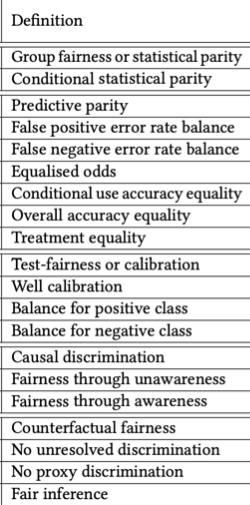 Definition
Group fairness or statistical parity
Conditional statistical parity
Predictive parity
False positive error rate balance
False negative error rate balance
Equalised odds
Conditional use accuracy equality
Overall accuracy equality
Treatment equality
Test-fairness or calibration
Well calibration
Balance for positive class
Balance for negative class
Causal discrimination
Fairness through unawareness
Fairness through awareness
Counterfactual fairness
No unresolved discrimination
No proxy discrimination
Fair inference